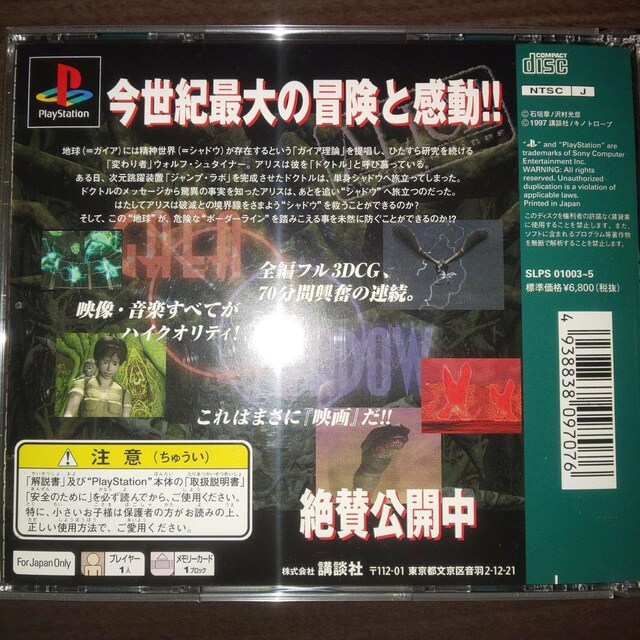 PlayStation
今世紀最大の冒険と感動!!
地球(=ガイア)には精神世界(=シャドウ)が存在するという「ガイア理論」を提唱し、ひたすら研究を続ける
「変わり者」ウォルフ・シュタイナー。アリスは彼を「ドクトル」と呼び慕っている。
ある日、次元跳躍装置「ジャンプ・ラボ」を完成させたドクトルは、単身シャドウへ旅立ってしまった。
ドクトルのメッセージから驚異の事実を知ったアリスは、あとを追い“シャドウ”へ旅立つのだった。
はたしてアリスは破滅との境界線をさまよう“シャドウ”を救うことができるのか?
そして、この“地球”が、危険な“ボーダーライン”を踏みこえる事を未然に防ぐことができるのか!?
全編フル3DCG、
70分間興奮の連続。
映像・音楽すべてが
ハイクオリティ!
これはまさに『映画』だ!!
絶賛公開中
注意(ちゅうい)
「解説書」及び“PlayStation”本体の「取扱説明書」
「安全のために」を必ず読んでから、ご使用ください。
特に、小さいお子様は保護者の方がお読みの上、
正しい使用方法で、ご愛用ください。
For Japan Only
プレイヤー
1人
メモリーカード
1ブロック
株式会社 講談社 〒112-01 東京都文京区音羽2-12-21
COMPACT
disc
NTSC J
©石垣章/沢村光彦
©1997 講談社/キノトロープ
"PS" and "PlayStation" are
trademarks of Sony Computer
Entertainment Inc.
WARNING: All rights
reserved. Unauthorized
duplication is a violation of
applicable laws.
Printed in Japan
このディスクを権利者の許諾なく賃貸業
に使用することを禁じます。また、
ソフトに含まれるプログラム等著作物
を無断で解析することを禁じます。
SLPS 01003~5
標準価格¥6,800(税抜)
4938838097076